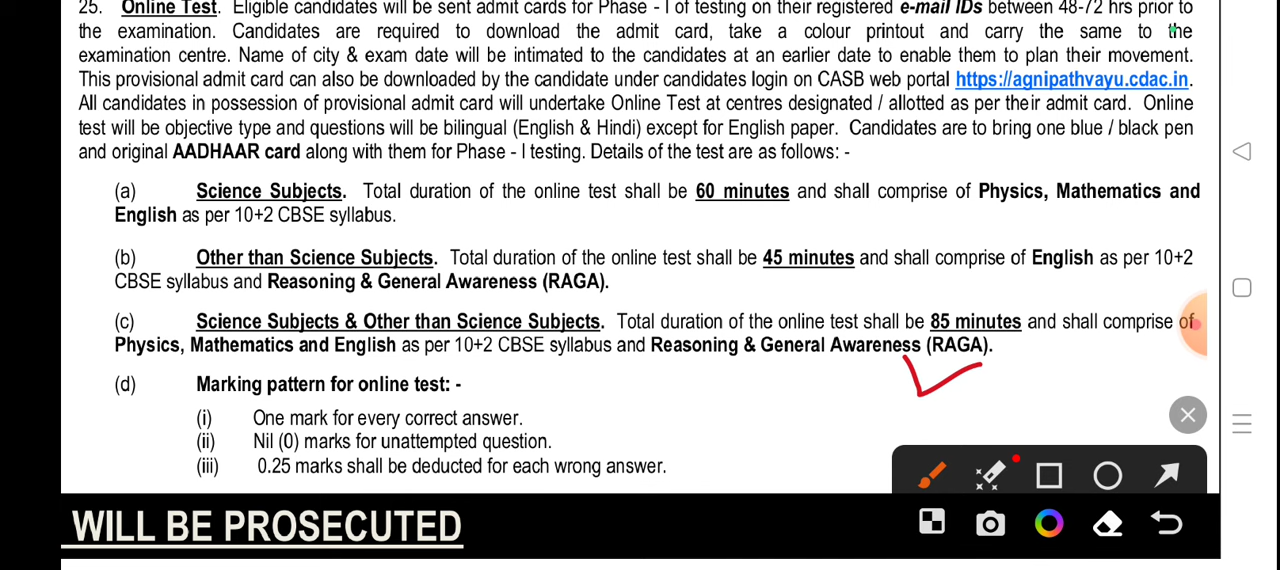 25. Online Test. Eligible candidates will be sent admit cards for Phase - I of testing on their registered e-mail IDs between 48-72 hrs prior to
the examination. Candidates are required to download the admit card, take a colour printout and carry the same to the
examination centre. Name of city & exam date will be intimated to the candidates at an earlier date to enable them to plan their movement.
This provisional admit card can also be downloaded by the candidate under candidates login on CASB web portal https://agnipathvayu.cdac.in.
All candidates in possession of provisional admit card will undertake Online Test at centres designated / allotted as per their admit card. Online
test will be objective type and questions will be bilingual (English & Hindi) except for English paper. Candidates are to bring one blue / black pen
and original AADHAAR card along with them for Phase - I testing. Details of the test are as follows: -
(a) Science Subjects. Total duration of the online test shall be 60 minutes and shall comprise of Physics, Mathematics and
English as per 10+2 CBSE syllabus.
(b) Other than Science Subjects. Total duration of the online test shall be 45 minutes and shall comprise of English as per 10+2
CBSE syllabus and Reasoning & General Awareness (RAGA).
(c) Science Subjects & Other than Science Subjects. Total duration of the online test shall be 85 minutes and shall comprise of
Physics, Mathematics and English as per 10+2 CBSE syllabus and Reasoning & General Awareness (RAGA).
(d) Marking pattern for online test: -
(i) One mark for every correct answer.
(ii) Nil (0) marks for unattempted question.
(iii) 0.25 marks shall be deducted for each wrong answer.
WILL BE PROSECUTED